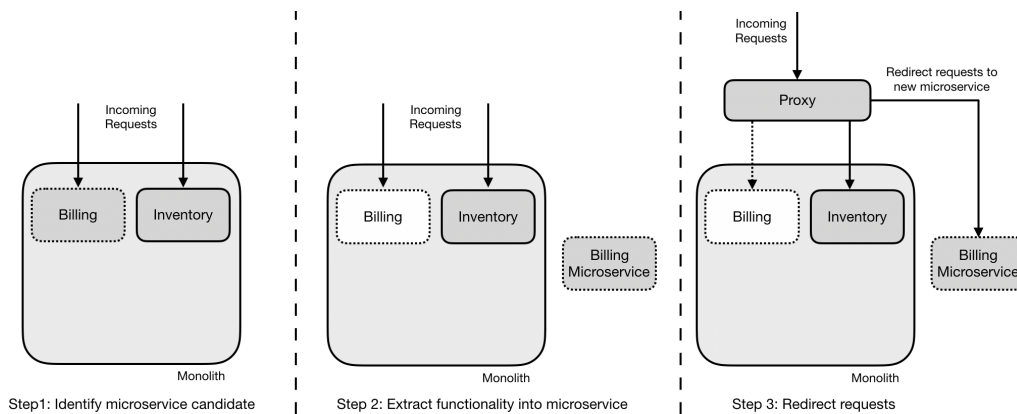 Incoming
Requests
Billing
Inventory
Monolith
Step1: Identify microservice candidate
Incoming
Requests
Billing
Inventory
Billing
Microservice
Monolith
Step 2: Extract functionality into microservice
Incoming
Requests
Redirect requests to
new microservice
Proxy
Billing
Inventory
Billing
Microservice
Monolith
Step 3: Redirect requests